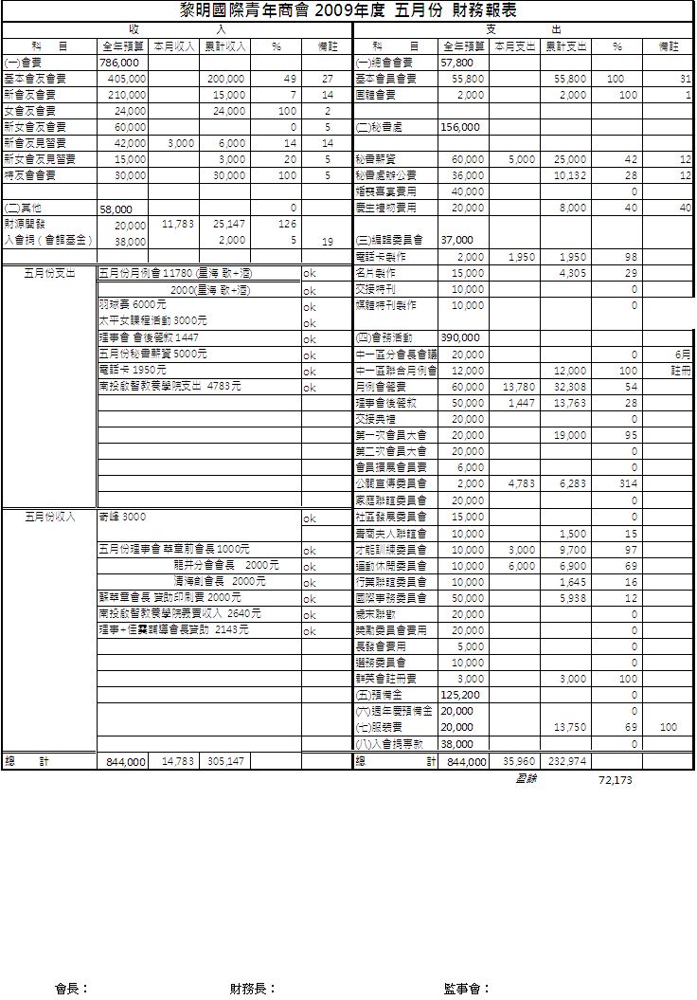 黎明國際青年商會 2009年度 五月份 財務報表
收 入 支 出
科 目 全年預算 本月收入 累計收入 % 備註 科 目 全年預算 本月支出 累計支出 % 備註
(一)會費 786,000 (一)總會會費 57,800
基本會友會費 405,000 200,000 49 27 基本會員會費 55,800 55,800 100 31
新會友會費 210,000 15,000 7 14 團體會費 2,000 2,000 100 1
女會友會費 24,000 24,000 100 2
新女會友會費 60,000 0 5 (二)秘書處 156,000
新會友見習費 42,000 3,000 6,000 14 14
新女會友見習費 15,000 3,000 20 5 秘書薪資 60,000 5,000 25,000 42 12
特友會會費 30,000 30,000 100 5 秘書處辦公費 36,000 10,132 28 12
婚喪喜宴費用 40,000 0
(二)其他 58,000 0 慶生禮物費用 20,000 8,000 40 40
財源開發 20,000 11,783 25,147 126
入會捐(會館基金) 38,000 2,000 5 19 (三)編輯委員會 37,000
電話卡製作 2,000 1,950 1,950 98
五月份支出 五月份月例會 11780 (星海 歌+酒) ok 名片製作 15,000 4,305 29
2000(星海 歌+酒) ok 交接特刊 10,000 0
羽球賽 6000元 ok 媒體特刊製作 10,000 0
太平女課程活動 3000元 ok
理事會 會後餐敘 1447 ok (四)會務活動 390,000
五月份秘書薪資 5000元 ok 中一區分會長會議 20,000 0 6月
電話卡 1950元 ok 中一區聯合月例會 12,000 12,000 100 註冊
南投啟智教養學院支出 4783元 ok 月例會餐費 60,000 13,780 32,308 54
理事會後餐敘 50,000 1,447 13,763 28
交接典禮 20,000 0
第一次會員大會 20,000 19,000 95
第二次會員大會 20,000 0
會員擴展會員費 6,000 0
公關宣傳委員會 2,000 4,783 6,283 314
家庭聯誼委員會 20,000 0
五月份收入 奇峰 3000 ok 社區發展委員會 15,000 0
青商夫人聯誼會 10,000 1,500 15
五月份理事會 華章前會長 1000元 ok 才能訓練委員會 10,000 3,000 9,700 97
龍井分會會長 2000元 ok 運動休閒委員會 10,000 6,000 6,900 69
清海創會長 2000元 ok 行業聯誼委員會 10,000 1,645 16
蘇華章會長 贊助印刷費 2000元 ok 國際事務委員會 50,000 5,938 12
南投啟智教養學院義賣收入 2640元 ok 歲末聯歡 20,000 0
理事+佳霖輔導會長贊助 2143元 ok 獎勵委員會費用 20,000 0
長發會費用 5,000 0
選務委員會 10,000 0
群英會註冊費 3,000 3,000 100
(五)預備金 125,200 0
(六)週年慶預備金 20,000 0
(七)服裝費 20,000 13,750 69 100
(八)入會捐專款 38,000 0
總 計 844,000 14,783 305,147 總 計 844,000 35,960 232,974
盈餘 72,173
會長： 財務長： 監事會：